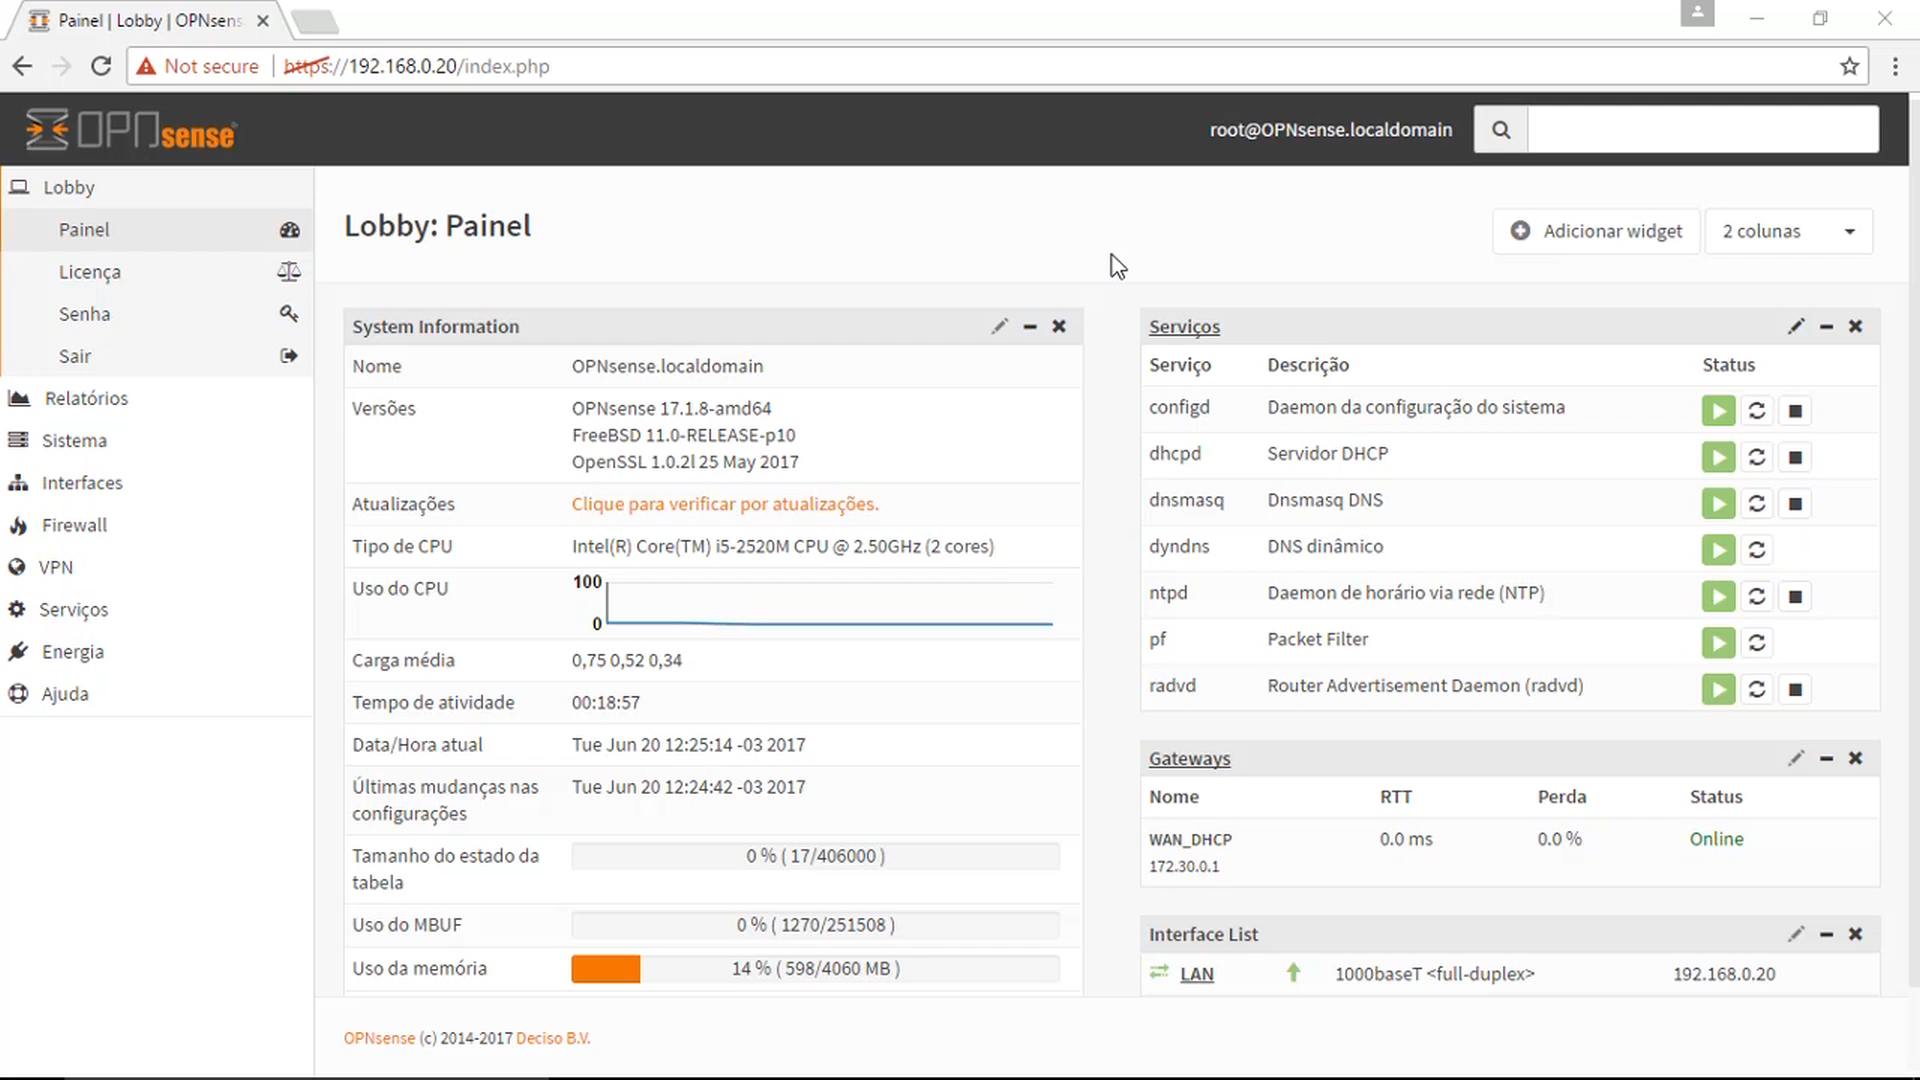 Painel | Lobby | OPNsens
Not secure https://192.168.0.20/index.php
OPNsense
root@OPNsense.localdomain
Lobby
Painel
Licença
Senha
Sair
Relatórios
Sistema
Interfaces
Firewall
VPN
Serviços
Energia
Ajuda
Lobby: Painel
Adicionar widget
2 colunas
System Information
Nome OPNsense.localdomain
Versões OPNsense 17.1.8-amd64
FreeBSD 11.0-RELEASE-p10
OpenSSL 1.0.2l 25 May 2017
Atualizações Clique para verificar por atualizações.
Tipo de CPU Intel(R) Core(TM) i5-2520M CPU @ 2.50GHz (2 cores)
Uso do CPU 100
0
Carga média 0,75 0,52 0,34
Tempo de atividade 00:18:57
Data/Hora atual Tue Jun 20 12:25:14 -03 2017
Últimas mudanças nas Tue Jun 20 12:24:42 -03 2017
configurações
Tamanho do estado da 0 % ( 17/406000 )
tabela
Uso do MBUF 0 % ( 1270/251508 )
Uso da memória 14 % ( 598/4060 MB )
Serviços
Serviço Descrição Status
configd Daemon da configuração do sistema
dhcpd Servidor DHCP
dnsmasq Dnsmasq DNS
dyndns DNS dinâmico
ntpd Daemon de horário via rede (NTP)
pf Packet Filter
radvd Router Advertisement Daemon (radvd)
Gateways
Nome RTT Perda Status
WAN_DHCP 0.0 ms 0.0 % Online
172.30.0.1
Interface List
LAN 1000baseT <full-duplex> 192.168.0.20
OPNsense (c) 2014-2017 Deciso B.V.